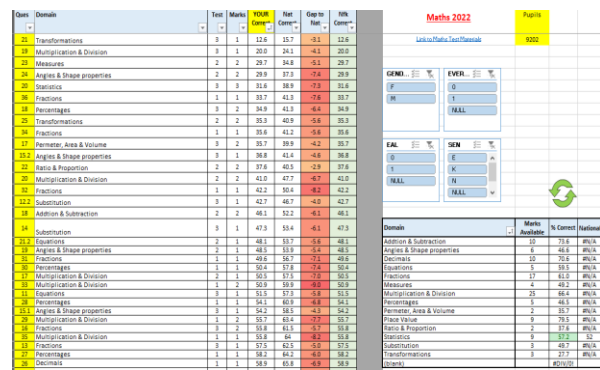 Ques Domain Test Marks YOUR Correct Net Correct Gap to Net Nfk Correct
21 Transformations 3 1 12.6 15.7 -3.1 12.6
19 Multiplication & Division 3 1 20.0 24.1 -4.1 20.0
23 Measures 2 2 29.7 34.8 -5.1 29.7
24 Angles & Shape properties 2 2 29.9 37.3 -7.4 29.9
20 Statistics 3 3 31.6 38.9 -7.3 31.6
36 Fractions 1 1 33.7 41.3 -7.6 33.7
18 Percentages 3 2 34.9 41.3 -6.4 34.9
25 Transformations 2 2 35.3 40.9 -5.6 35.3
34 Fractions 1 1 35.6 41.2 -5.6 35.6
17 Permeter, Area & Volume 3 2 35.7 39.9 -4.2 35.7
15.2 Angles & Shape properties 3 1 36.8 41.4 -4.6 36.8
22 Ratio & Proportion 2 2 37.6 40.5 -2.9 37.6
20 Multiplication & Division 2 2 41.0 47.7 -6.7 41.0
32 Fractions 1 1 42.2 50.4 -8.2 42.2
12.2 Substitution 3 1 42.7 46.7 -4.0 42.7
18 Addtion & Subtraction 2 2 46.1 52.2 -6.1 46.1
14 Substitution 3 1 47.3 53.4 -6.1 47.3
21.2 Equations 2 1 48.1 53.7 -5.6 48.1
19 Angles & Shape properties 2 1 48.5 53.9 -5.4 48.5
31 Fractions 1 1 49.6 56.7 -7.1 49.6
30 Percentages 1 1 50.4 57.8 -7.4 50.4
17 Multiplication & Division 2 1 50.5 57.5 -7.0 50.5
33 Multiplication & Division 1 2 50.9 59.9 -9.0 50.9
11 Equations 3 1 51.5 57.3 -5.8 51.5
28 Percentages 1 1 54.1 60.9 -6.8 54.1
15.1 Angles & Shape properties 3 1 54.2 58.5 -4.3 54.2
29 Multiplication & Division 1 2 55.7 63.4 -7.7 55.7
16 Fractions 3 2 55.8 61.5 -5.7 55.8
35 Multiplication & Division 1 2 55.8 64 -8.2 55.8
13 Fractions 3 1 57.5 62.5 -5.0 57.5
27 Percentages 1 1 58.2 64.2 -6.0 58.2
26 Decimals 1 1 58.9 65.8 -6.9 58.9
Maths 2022
Pupils
Link to Maths Test Materials
9202
GEND...
F
M
EVER...
0
1
NULL
EAL
0
1
NULL
SEN
E
K
N
NULL
Domain Marks Available % Correct National
Addtion & Subtraction 10 73.6 #N/A
Angles & Shape properties 6 46.6 #N/A
Decimals 10 70.6 #N/A
Equations 5 59.5 #N/A
Fractions 17 61.0 #N/A
Measures 4 49.2 #N/A
Multiplication & Division 25 66.4 #N/A
Percentages 5 46.5 #N/A
Permeter, Area & Volume 2 35.7 #N/A
Place Value 9 79.5 #N/A
Ratio & Proportion 2 37.6 #N/A
Statistics 9 57.2 52
Substitution 3 49.7 #N/A
Transformations 3 27.7 #N/A
(blank) #DIV/0!